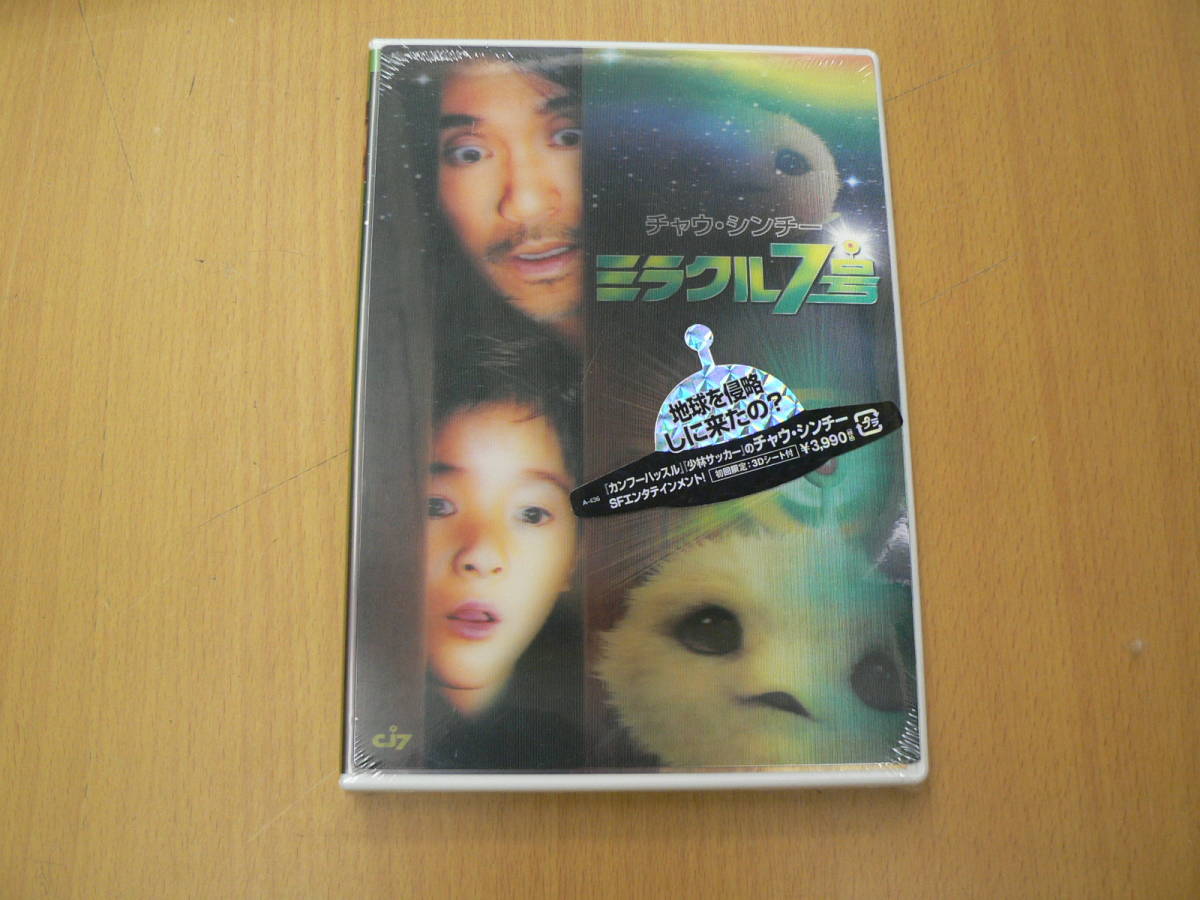 チャウ・シンチー
ミラクル7号
地球を侵略
しに来たの?
『カンフーハッスル』『少林サッカー』のチャウ・シンチー
SFエンタテインメント!
初回限定:3Dシート付
¥3,990
A-436
CJ7